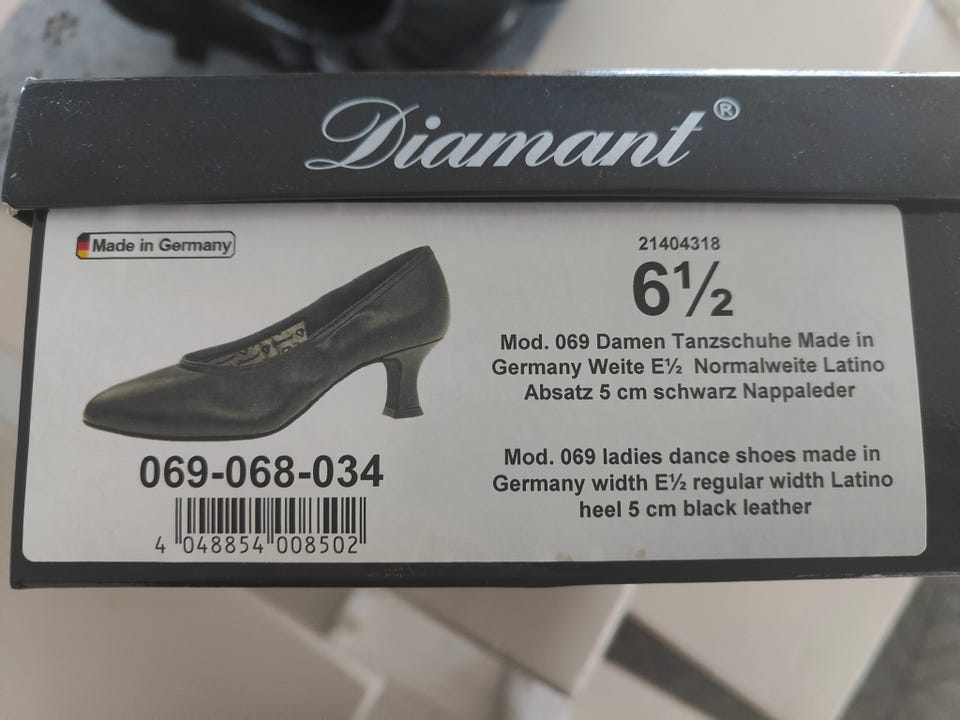 Diamant®
Made in Germany
21404318
6½
Mod. 069 Damen Tanzschuhe Made in
Germany Weite E½ Normalweite Latino
Absatz 5 cm schwarz Nappaleder
069-068-034
4 048854 008502
Mod. 069 ladies dance shoes made in
Germany width E½ regular width Latino
heel 5 cm black leather